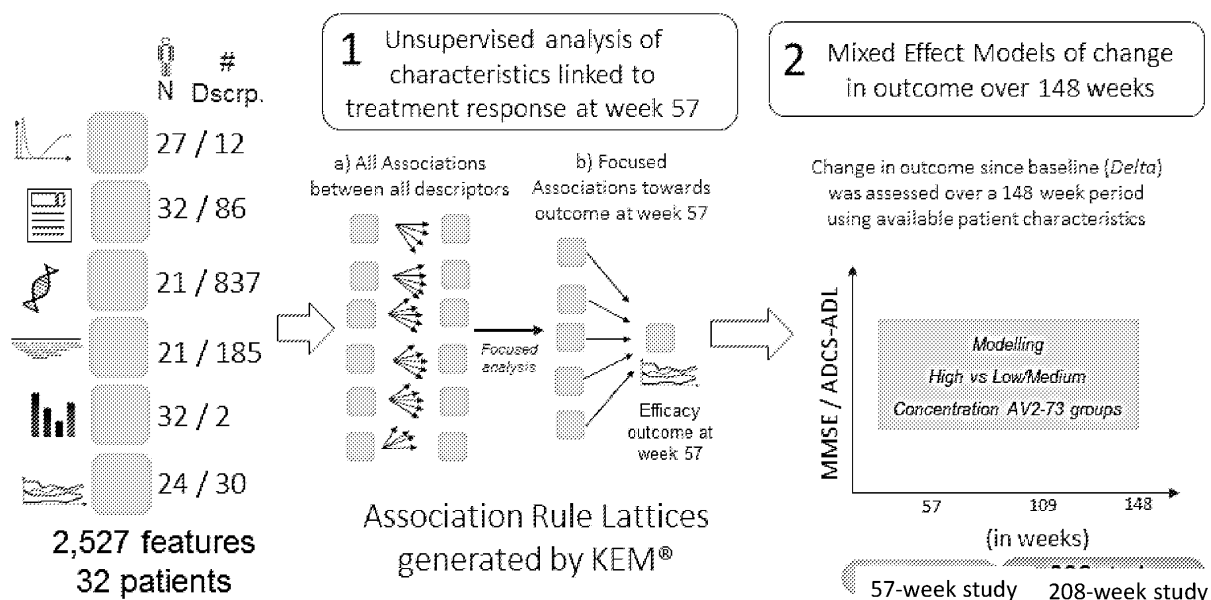 N
#
Dscrp.
27 / 12
32 / 86
21 / 837
21 / 185
32 / 2
24 / 30
2,527 features
32 patients
1 Unsupervised analysis of
characteristics linked to
treatment response at week 57
a) All Associations
between all descriptors
b) Focused
Associations towards
outcome at week 57
Focused
analysis
Efficacy
outcome at
week 57
Association Rule Lattices
generated by KEM®
2 Mixed Effect Models of change
in outcome over 148 weeks
Change in outcome since baseline (Delta)
was assessed over a 148 week period
using available patient characteristics
MMSE / ADCS-ADL
Modelling
High vs Low/Medium
Concentration AV2-73 groups
57 109 148
(in weeks)
57-week study 208-week study